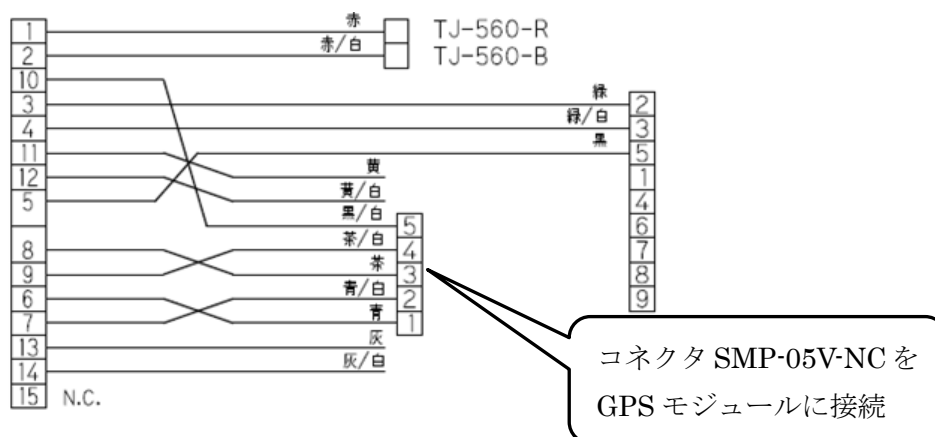 1 赤 TJ-560-R
2 赤/白 TJ-560-B
10
3 緑 2
4 緑/白 3
11 黒 5
12 黄 1
5 黄/白 4
黒/白 5 6
8 茶/白 4 7
9 茶 3 8
6 青/白 2 9
7 青 1
13 灰
14 灰/白
15 N.C.
コネクタ SMP-05V-NC を
GPS モジュールに接続